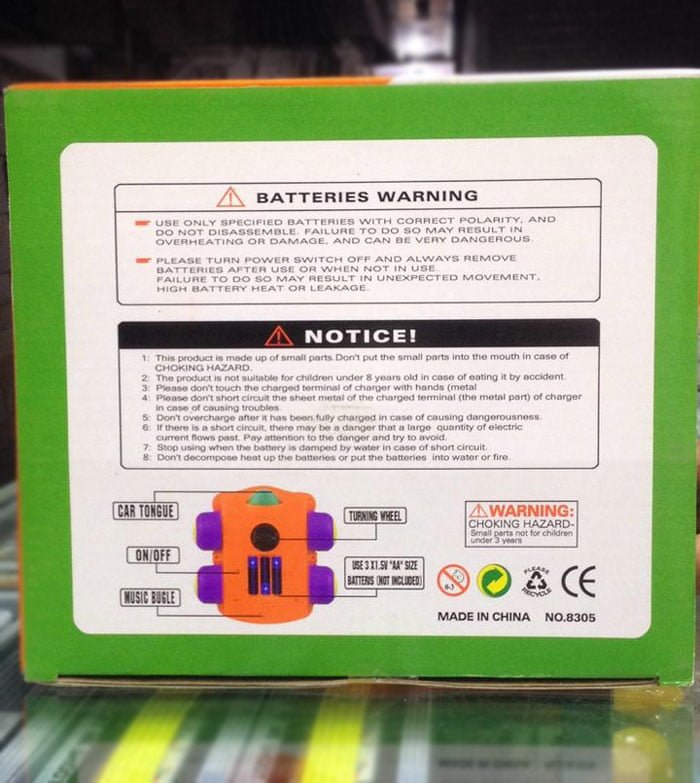 BATTERIES WARNING
USE ONLY SPECIFIED BATTERIES WITH CORRECT POLARITY, AND
DO NOT DISASSEMBLE. FAILURE TO DO SO MAY RESULT IN
OVERHEATING OR DAMAGE, AND CAN BE VERY DANGEROUS.
PLEASE TURN POWER SWITCH OFF AND ALWAYS REMOVE
BATTERIES AFTER USE OR WHEN NOT IN USE.
FAILURE TO DO SO MAY RESULT IN UNEXPECTED MOVEMENT,
HIGH BATTERY HEAT OR LEAKAGE.
NOTICE!
1: This product is made up of small parts.Don't put the small parts into the mouth in case of
CHOKING HAZARD.
2: The product is not suitable for children under 8 years old in case of eating it by accident.
3: Please don't touch the charged terminal of charger with hands (metal
4: Please don't short circuit the sheet metal of the charged terminal (the metal part) of charger
in case of causing troubles.
5: Don't overcharge after it has been fully charged in case of causing dangerousness.
6: If there is a short circuit, there may be a danger that a large quantity of electric
current flows past. Pay attention to the danger and try to avoid.
7: Stop using when the battery is damped by water in case of short circuit.
8: Don't decompose heat up the batteries or put the batteries into water or fire.
CAR TONGUE
ON/OFF
MUSIC BUGLE
TURNING WHEEL
USE 3 X1.5V "AA" SIZE
BATTERIS (NOT INCLUDED)
WARNING:
CHOKING HAZARD-
Small parts not for children
under 3 years
0-3
PLEASE
RECYCLE
CE
MADE IN CHINA NO.8305